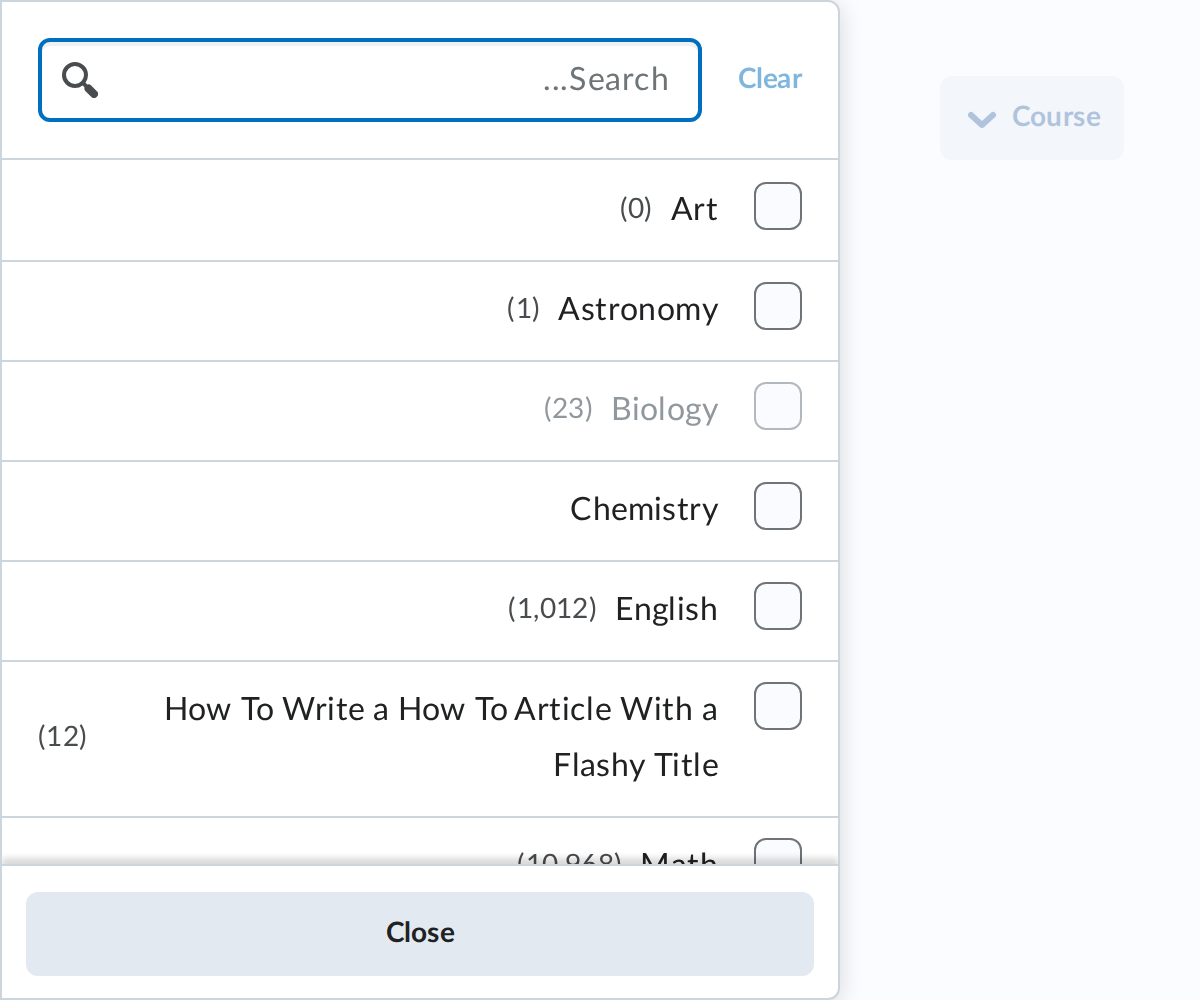 ...Search
Clear
Course
(0) Art
(1) Astronomy
(23) Biology
Chemistry
(1,012) English
How To Write a How To Article With a
Flashy Title
(12)
(10,968) Math
Close